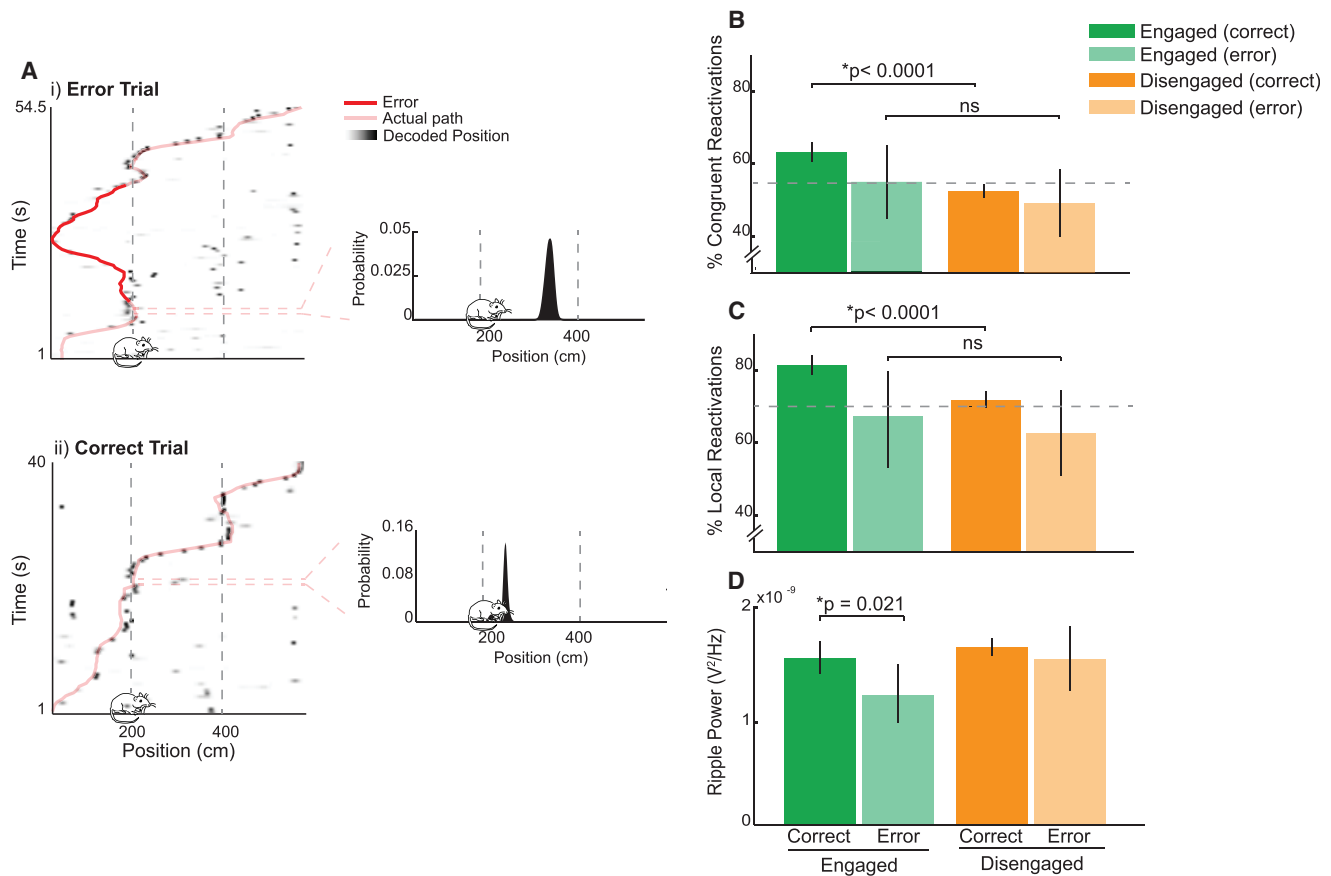 A
i) Error Trial
54.5
Time (s)
1
Error
Actual path
Decoded Position
0.05
0.025
0
Probability
200
400
Position (cm)
ii) Correct Trial
40
Time (s)
1
200
400
Position (cm)
0.16
0.08
0
Probability
200
400
Position (cm)
B
% Congruent Reactivations
80
60
40
*p< 0.0001
ns
Engaged (correct)
Engaged (error)
Disengaged (correct)
Disengaged (error)
C
% Local Reactivations
80
60
40
*p< 0.0001
ns
D
Ripple Power (V²/Hz)
2
x10 -9
1
0
*p = 0.021
Correct
Error
Correct
Error
Engaged
Disengaged